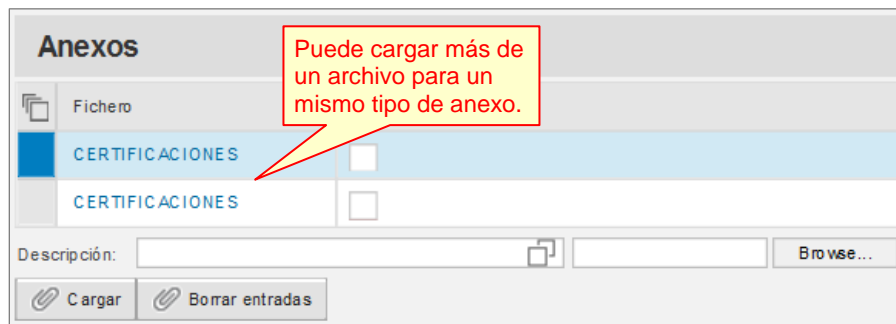 Anexos
Puede cargar más de
un archivo para un
mismo tipo de anexo.
Fichero
CERTIFICACIONES
CERTIFICACIONES
Descripción: Browse...
Cargar Borrar entradas